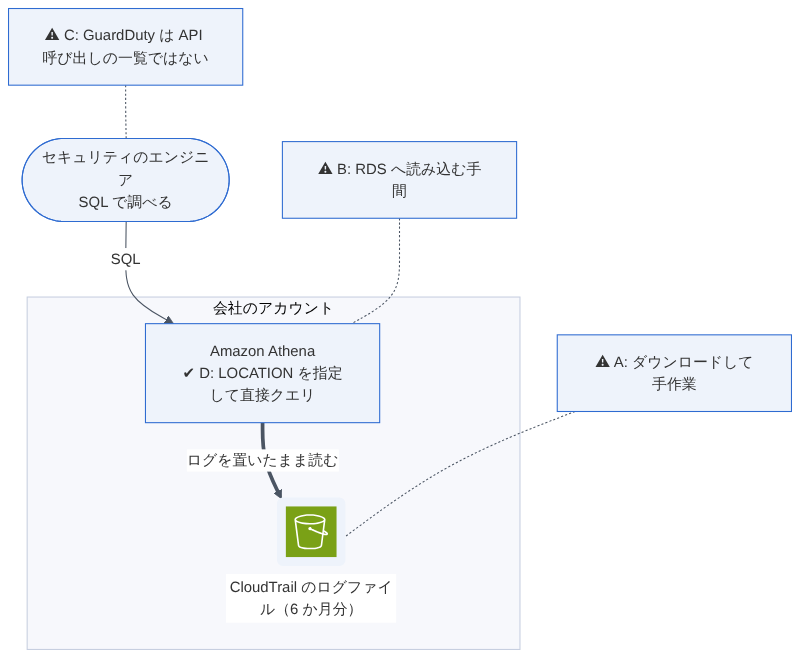 ⚠ C: GuardDuty は API
呼び出しの一覧ではない
セキュリティのエンジニ
ア
SQL で調べる
⚠ B: RDS へ読み込む手
間
SQL
会社のアカウント
Amazon Athena
✔ D: LOCATION を指定
して直接クエリ
⚠ A: ダウンロードして
手作業
ログを置いたまま読む
CloudTrail のログファイ
ル（6 か月分）